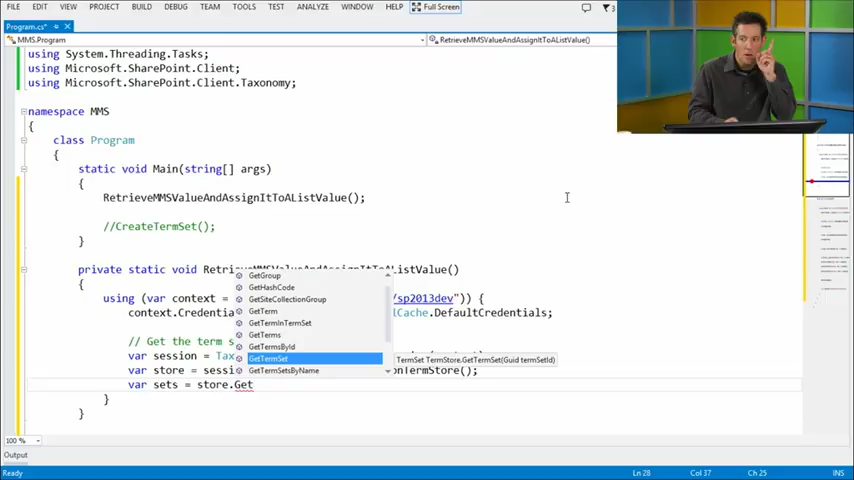 FILE EDIT VIEW PROJECT BUILD DEBUG TEAM TOOLS TEST ANALYZE WINDOW HELP Full Screen 3
Program.cs*
MMS.Program RetrieveMMSValueAndAssignItToAListValue()
using System.Threading.Tasks;
using Microsoft.SharePoint.Client;
using Microsoft.SharePoint.Client.Taxonomy;
namespace MMS
{
class Program
{
static void Main(string[] args)
{
RetrieveMMSValueAndAssignItToAListValue();
//CreateTermSet();
}
private static void RetrieveMMSValueAndAssignItToAListValue()
{
GetGroup
GetHashCode
using (var context = /sp2013dev")) {
GetSiteCollectionGroup
context.Credentia lCache.DefaultCredentials;
GetTerm
GetTermInTermSet
GetTerms
// Get the term s
GetTermsById
var session = Tax
GetTermSet TermSet TermStore.GetTermSet(Guid termSetId)
var store = sessi onTermStore();
GetTermSetsByName
var sets = store.Get
}
}
100 %
Output
Ready Ln 28 Col 37 Ch 25 INS